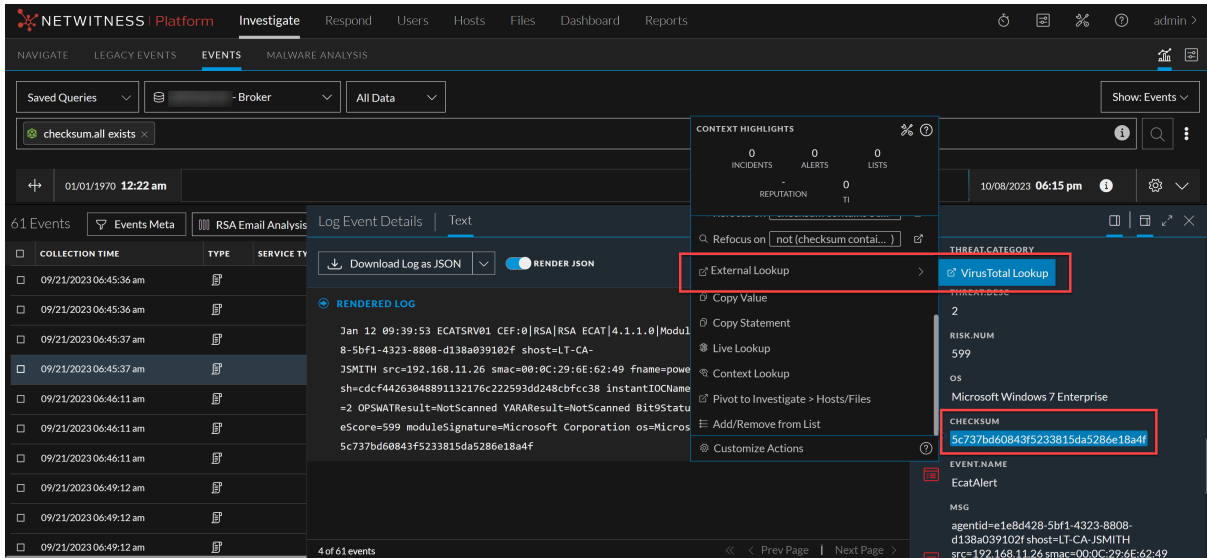 NETWITNESS Platform Investigate Respond Users Hosts Files Dashboard Reports admin >
NAVIGATE LEGACY EVENTS EVENTS MALWARE ANALYSIS
Saved Queries - Broker All Data Show: Events
checksum.all exists ×
01/01/1970 12:22 am 10/08/2023 06:15 pm
CONTEXT HIGHLIGHTS
0 0 0
INCIDENTS ALERTS LISTS
- 0
REPUTATION TI
Refocus on not (checksum contai... )
External Lookup >
VirusTotal Lookup
Copy Value
Copy Statement
Live Lookup
Context Lookup
Pivot to Investigate > Hosts/Files
Add/Remove from List
Customize Actions
61 Events Events Meta RSA Email Analysis
COLLECTION TIME TYPE SERVICE TY
09/21/2023 06:45:36 am
09/21/2023 06:45:36 am
09/21/2023 06:45:37 am
09/21/2023 06:45:37 am
09/21/2023 06:46:11 am
09/21/2023 06:46:11 am
09/21/2023 06:46:11 am
09/21/2023 06:49:12 am
09/21/2023 06:49:12 am
09/21/2023 06:49:12 am
Log Event Details Text
Download Log as JSON RENDER JSON
RENDERED LOG
Jan 12 09:39:53 ECATSRV01 CEF:0|RSA|RSA ECAT|4.1.1.0|Modul
8-5bf1-4323-8808-d138a039102f shost=LT-CA-
JSMITH src=192.168.11.26 smac=00:0C:29:6E:62:49 fname=powe
sh=cdcf44263048891132176c222593dd248cbfcc38 instantIOCName
=2 OPSWATResult=NotScanned YARAResult=NotScanned Bit9Statu
eScore=599 moduleSignature=Microsoft Corporation os=Micros
5c737bd60843f5233815da5286e18a4f
4 of 61 events << < Prev Page | Next Page >
THREAT.CATEGORY
THREAT.DESC
2
RISK.NUM
599
OS
Microsoft Windows 7 Enterprise
CHECKSUM
5c737bd60843f5233815da5286e18a4f
EVENT.NAME
EcatAlert
MSG
agentid=e1e8d428-5bf1-4323-8808-
d138a039102f shost=LT-CA-JSMITH
src=192.168.11.26 smac=00:0C:29:6E:62:49